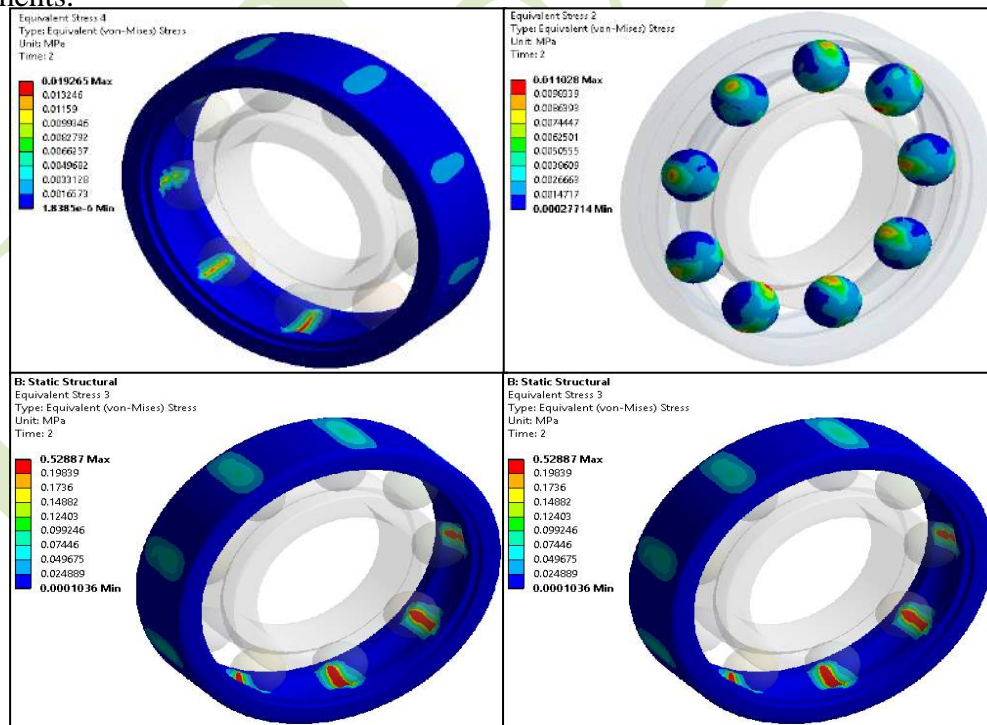 nents.
Equivalent Stress 4
Type: Equivalent (von-Mises) Stress
Unit: MPa
Time: 2
0.019265 Max
0.013246
0.01159
0.0099346
0.0082792
0.0066237
0.0049682
0.0033128
0.0016573
1.8385e-6 Min
Equivalent Stress 2
Type: Equivalent (von-Mises) Stress
Unit: MPa
Time: 2
0.011028 Max
0.0098339
0.0086393
0.0074447
0.0062501
0.0050555
0.0038609
0.0026663
0.0014717
0.00027714 Min
B: Static Structural
Equivalent Stress 3
Type: Equivalent (von-Mises) Stress
Unit: MPa
Time: 2
0.52887 Max
0.19839
0.1736
0.14882
0.12403
0.099246
0.07446
0.049675
0.024889
0.0001036 Min
B: Static Structural
Equivalent Stress 3
Type: Equivalent (von-Mises) Stress
Unit: MPa
Time: 2
0.52887 Max
0.19839
0.1736
0.14882
0.12403
0.099246
0.07446
0.049675
0.024889
0.0001036 Min